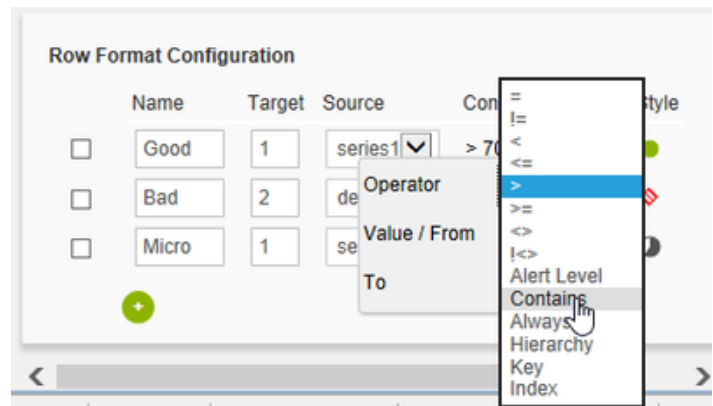 Row Format Configuration
Name Target Source Con = tyle
!=
<
Good 1 series1 > 70
<=
>
Bad 2 de Operator
>=
<>
Micro 1 se Value / From
!<>
To
Alert Level
Contains
Always
Hierarchy
Key
Index